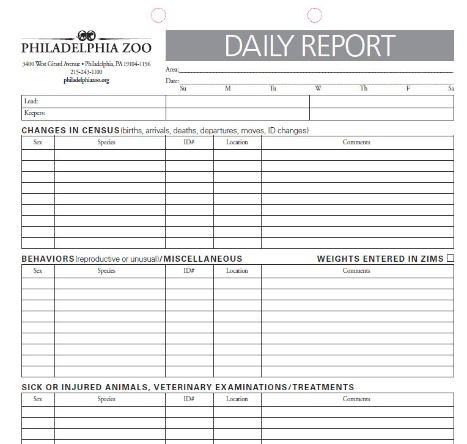 PHILADELPHIA ZOO
3400 West Girard Avenue • Philadelphia, PA 19104-1196
215-243-1100
philadelphiazoo.org
DAILY REPORT
Area:
Date:
Su M Tu W Th F Sa
Lead:
Keepers:
CHANGES IN CENSUS (births, arrivals, deaths, departures, moves, ID changes)
Sex Species ID# Location Comments
BEHAVIORS (reproductive or unusual)/MISCELLANEOUS WEIGHTS ENTERED IN ZIMS
Sex Species ID# Location Comments
SICK OR INJURED ANIMALS, VETERINARY EXAMINATIONS/TREATMENTS
Sex Species ID# Location Comments